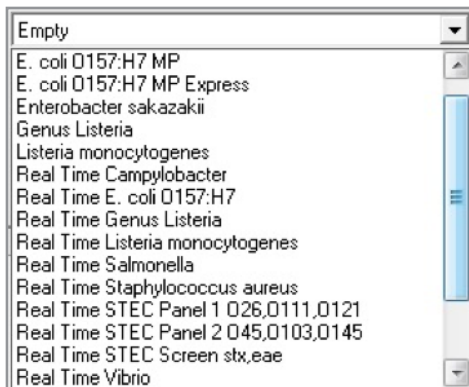 Empty
E. coli O157:H7 MP
E. coli O157:H7 MP Express
Enterobacter sakazakii
Genus Listeria
Listeria monocytogenes
Real Time Campylobacter
Real Time E. coli O157:H7
Real Time Genus Listeria
Real Time Listeria monocytogenes
Real Time Salmonella
Real Time Staphylococcus aureus
Real Time STEC Panel 1 O26,O111,O121
Real Time STEC Panel 2 O45,O103,O145
Real Time STEC Screen stx,eae
Real Time Vibrio